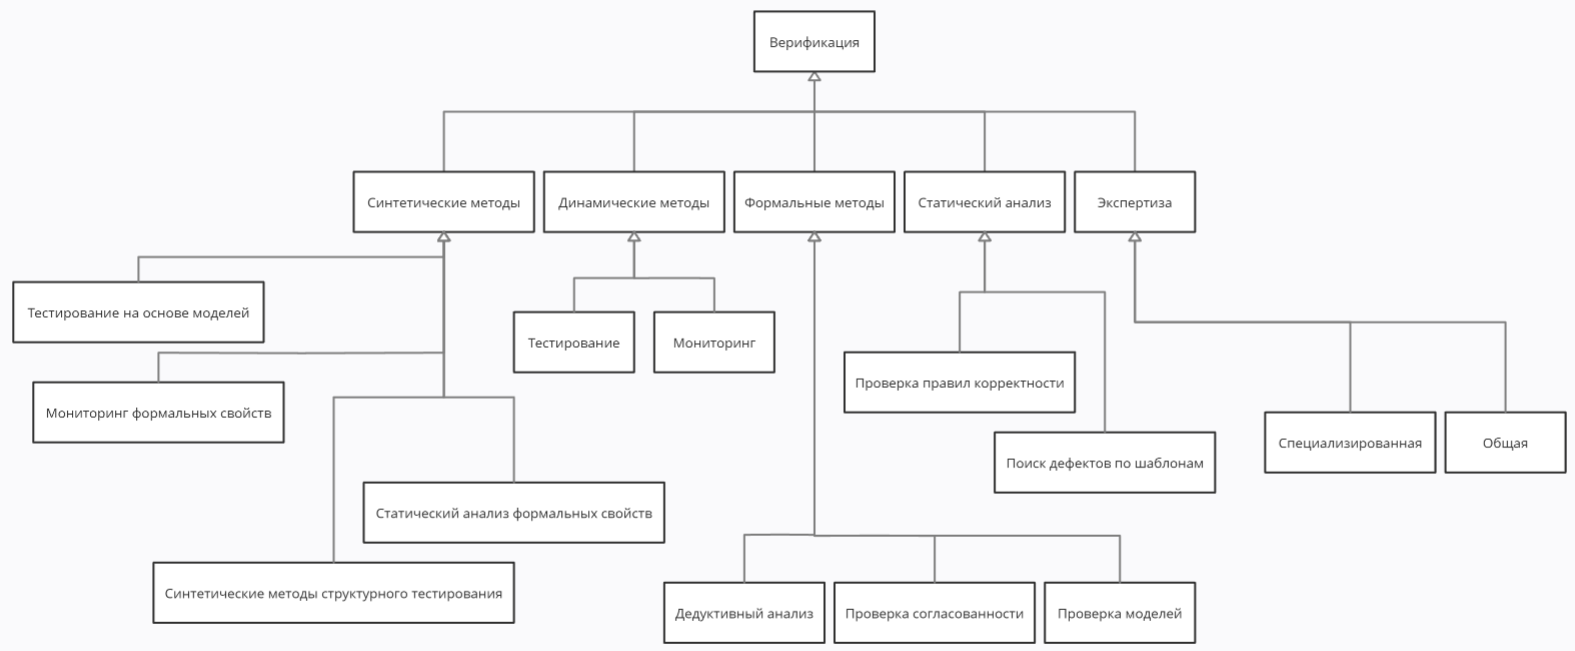 Верификация
Синтетические методы
Динамические методы
Формальные методы
Статический анализ
Экспертиза
Тестирование на основе моделей
Тестирование
Мониторинг
Проверка правил корректности
Мониторинг формальных свойств
Специализированная
Общая
Поиск дефектов по шаблонам
Статический анализ формальных свойств
Синтетические методы структурного тестирования
Дедуктивный анализ
Проверка согласованности
Проверка моделей